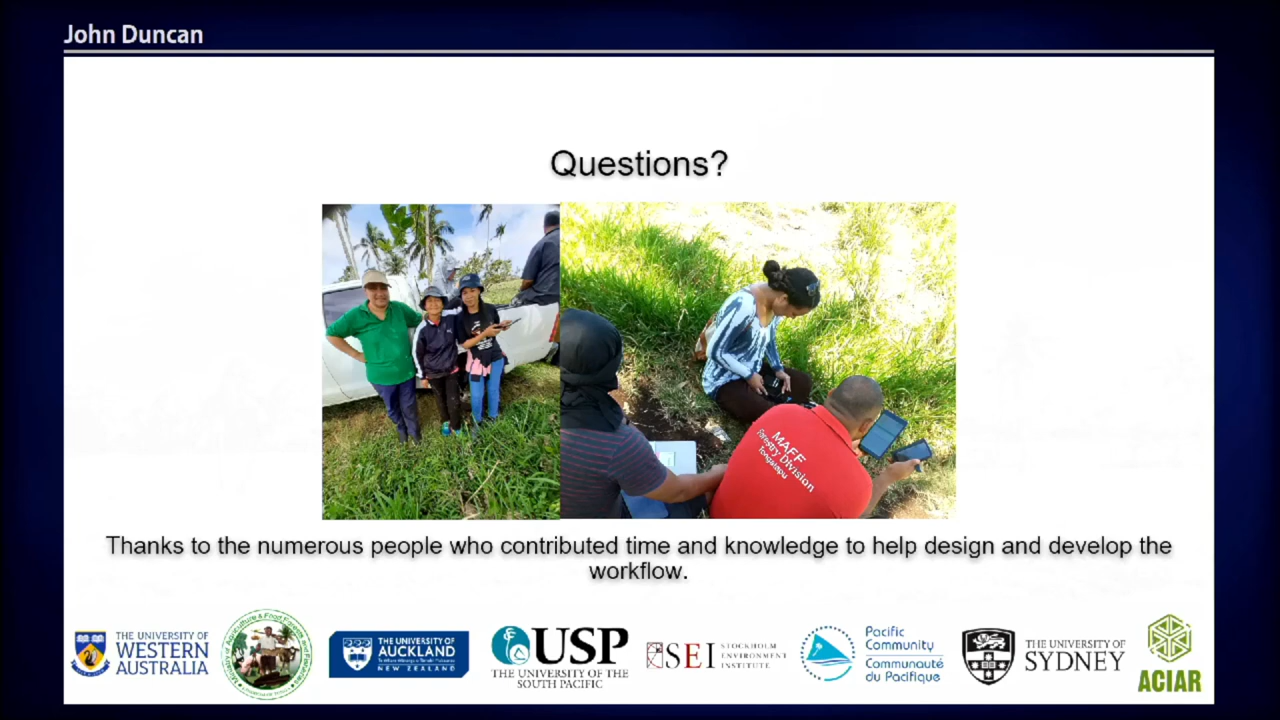 John Duncan
Questions?
MAFF
Forestry Division
Tongatapu
Thanks to the numerous people who contributed time and knowledge to help design and develop the
workflow.
THE UNIVERSITY OF
WESTERN
AUSTRALIA
THE UNIVERSITY OF
AUCKLAND
NEW ZEALAND
USP
THE UNIVERSITY OF THE
SOUTH PACIFIC
SEI
STOCKHOLM
ENVIRONMENT
INSTITUTE
Pacific
Community
Communauté
du Pacifique
THE UNIVERSITY OF
SYDNEY
ACIAR